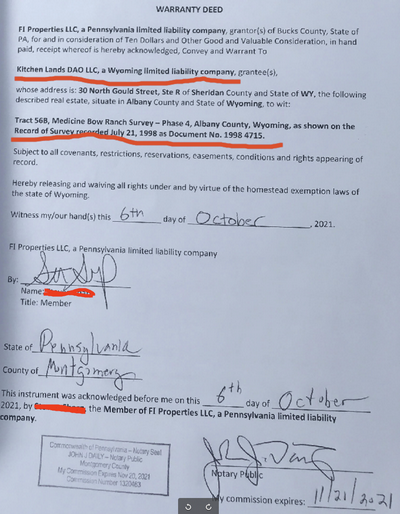 WARRANTY DEED
FJ Properties LLC, a Pennsylvania limited liability company, grantor(s) of Bucks County, State of
PA, for and in consideration of Ten Dollars and Other Good and Valuable Consideration, in hand
paid, receipt whereof is hereby acknowledged, Convey and Warrant To
Kitchen Lands DAO LLC, a Wyoming limited liability company, grantee(s),
whose address is: 30 North Gould Street, Ste R of Sheridan County and State of WY, the following
described real estate, situate in Albany County and State of Wyoming, to wit:
Tract 56B, Medicine Bow Ranch Survey – Phase 4, Albany County, Wyoming, as shown on the
Record of Survey recorded July 21, 1998 as Document No. 1998 4715.
Subject to all covenants, restrictions, reservations, easements, conditions and rights appearing of
record.
Hereby releasing and waiving all rights under and by virtue of the homestead exemption laws of
the state of Wyoming.
Witness my/our hand(s) this 6th day of October, 2021.
FJ Properties LLC, a Pennsylvania limited liability company
By:
Name:
Title: Member
State of Pennsylvania
County of Montgomery
This instrument was acknowledged before me on this 6th day of October
2021, by the Member of FJ Properties LLC, a Pennsylvania limited liability
company.
Commonwealth of Pennsylvania - Notary Seal
JOHN J DAILY - Notary Public
Montgomery County
My Commission Expires Nov 20, 2021
Commission Number
Notary Public
My commission expires: 11/21/2021